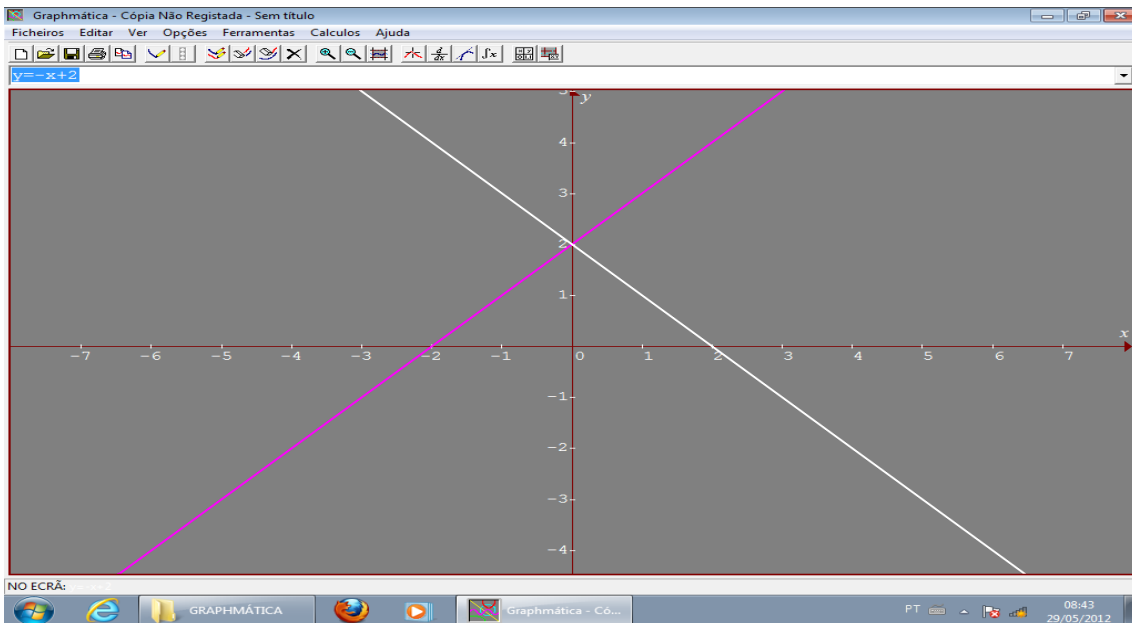 Graphmática - Cópia Não Registada - Sem título
Ficheiros Editar Ver Opções Ferramentas Calculos Ajuda
y=-x+2
5 y
4
3
2
1
x
-7 -6 -5 -4 -3 -2 -1 0 1 2 3 4 5 6 7
-1
-2
-3
-4
NO ECRÃ:
GRAPHMÁTICA Graphmática - Có... PT 08:43
29/05/2012